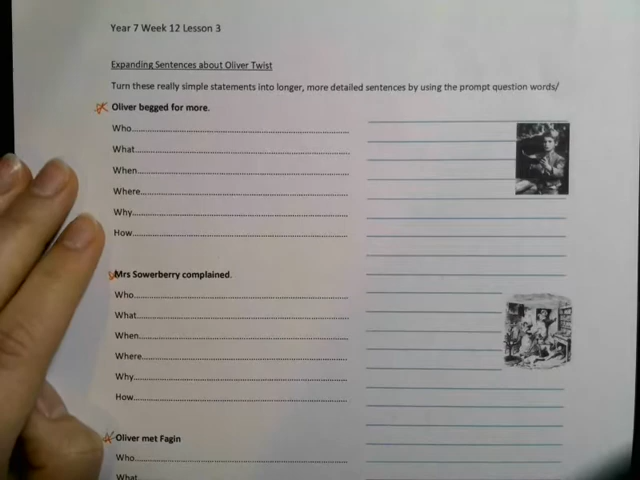 Year 7 Week 12 Lesson 3
Expanding Sentences about Oliver Twist
Turn these really simple statements into longer, more detailed sentences by using the prompt question words/
Oliver begged for more.
Who
What
When
Where
Why
How
Mrs Sowerberry complained.
Who
What
When
Where
Why
How
Oliver met Fagin
Who
What